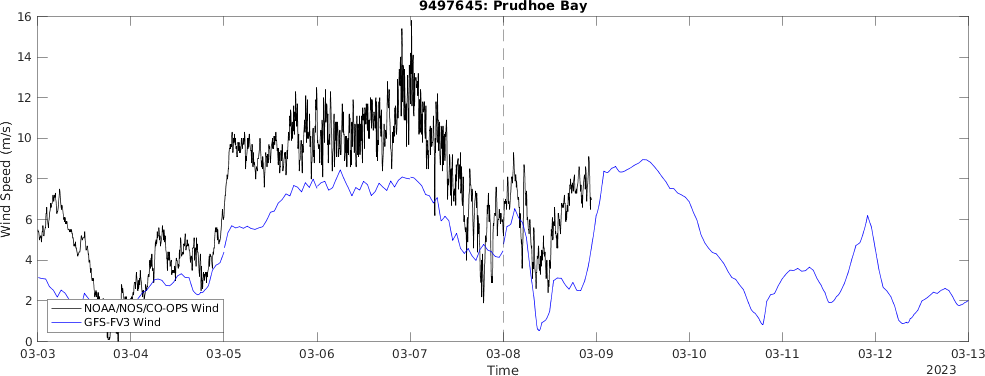 9497645: Prudhoe Bay
Wind Speed (m/s)
16
14
12
10
8
6
4
2
0
NOAA/NOS/CO-OPS Wind
GFS-FV3 Wind
03-03 03-04 03-05 03-06 03-07 03-08 03-09 03-10 03-11 03-12 03-13
Time
2023